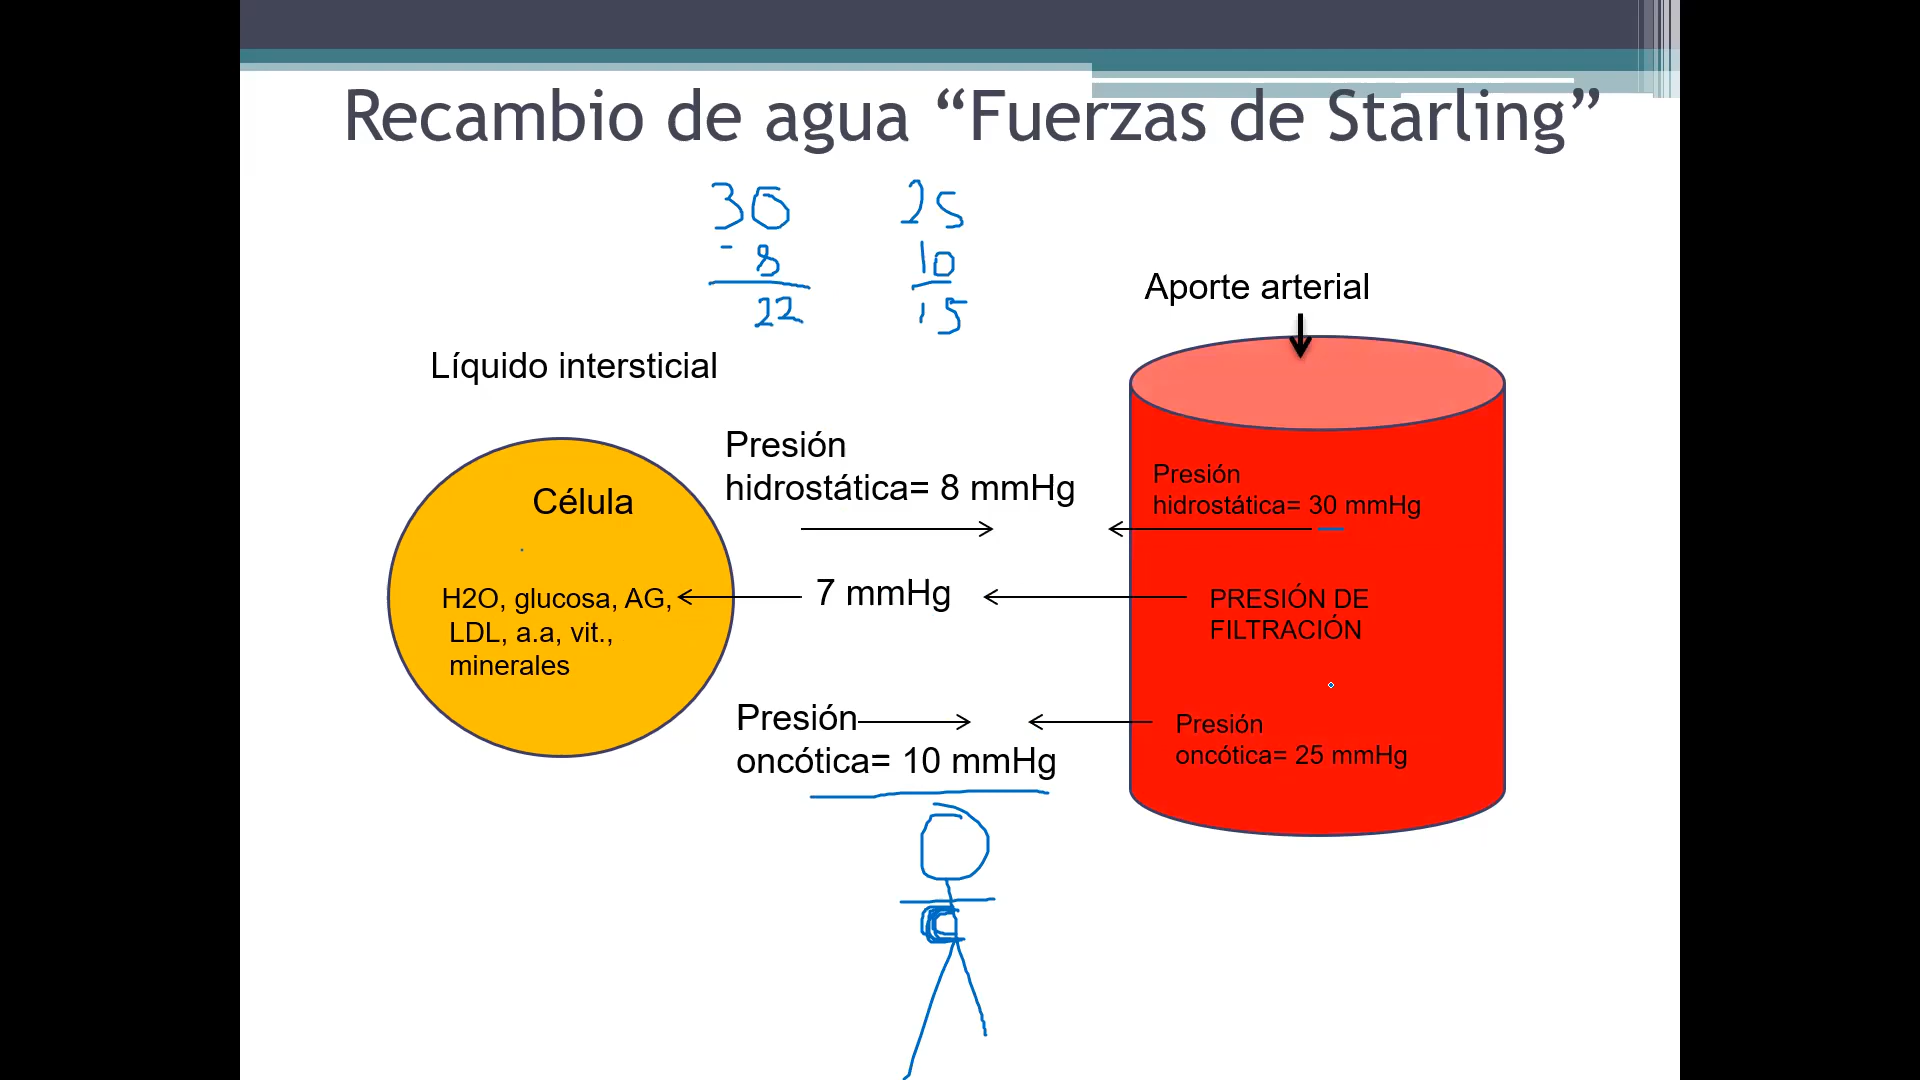 Recambio de agua “Fuerzas de Starling”
30
- 8
22
25
10
15
Aporte arterial
Líquido intersticial
Célula
H2O, glucosa, AG,
LDL, a.a, vit.,
minerales
Presión
hidrostática= 8 mmHg
7 mmHg
Presión
oncótica= 10 mmHg
Presión
hidrostática= 30 mmHg
PRESIÓN DE
FILTRACIÓN
Presión
oncótica= 25 mmHg